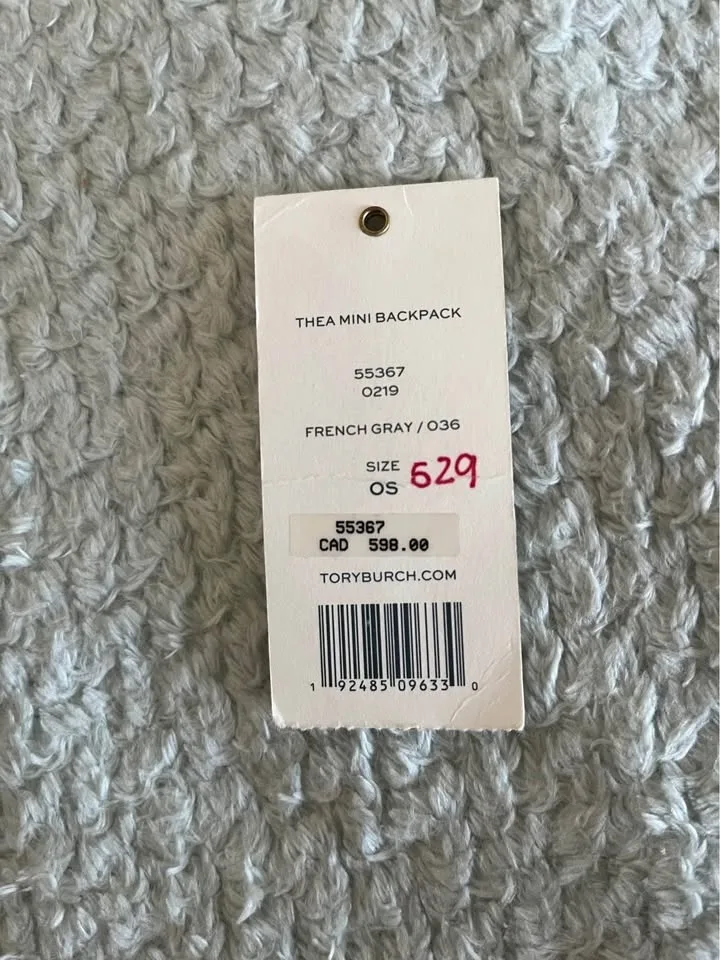 THEA MINI BACKPACK
55367
0219
FRENCH GRAY / 036
SIZE 629
OS
55367
CAD 598.00
TORYBURCH.COM
1 92485 09633 0